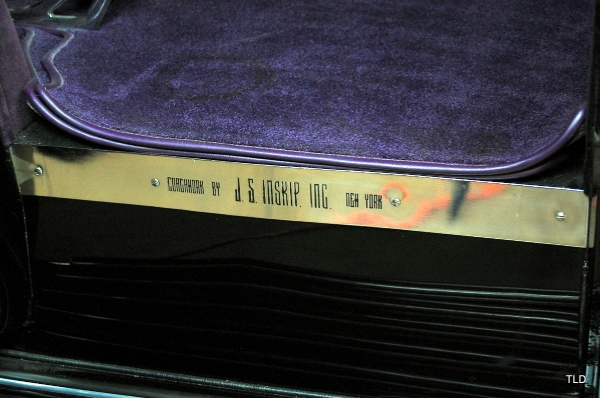 COACHWORK BY J. S. INSKIP, INC. NEW YORK
TLD